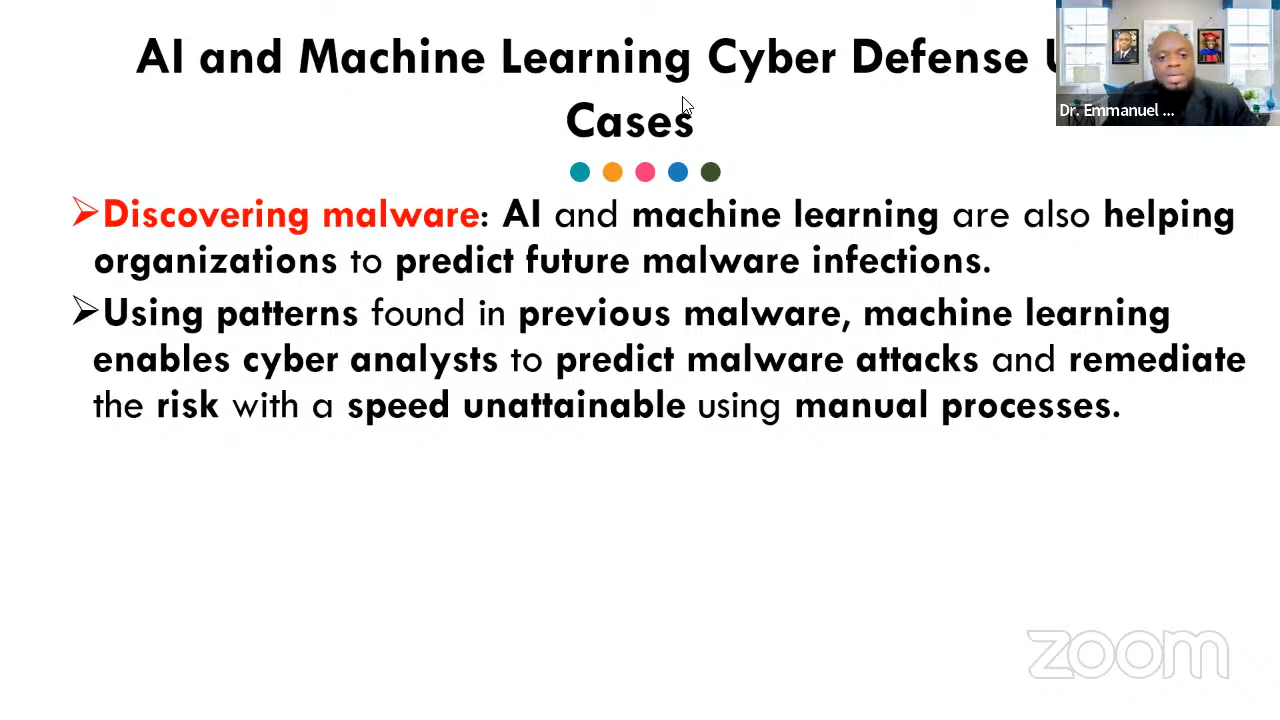 AI and Machine Learning Cyber Defense
Cases
Dr. Emmanuel ...
➢Discovering malware: AI and machine learning are also helping
organizations to predict future malware infections.
➢Using patterns found in previous malware, machine learning
enables cyber analysts to predict malware attacks and remediate
the risk with a speed unattainable using manual processes.
zoom